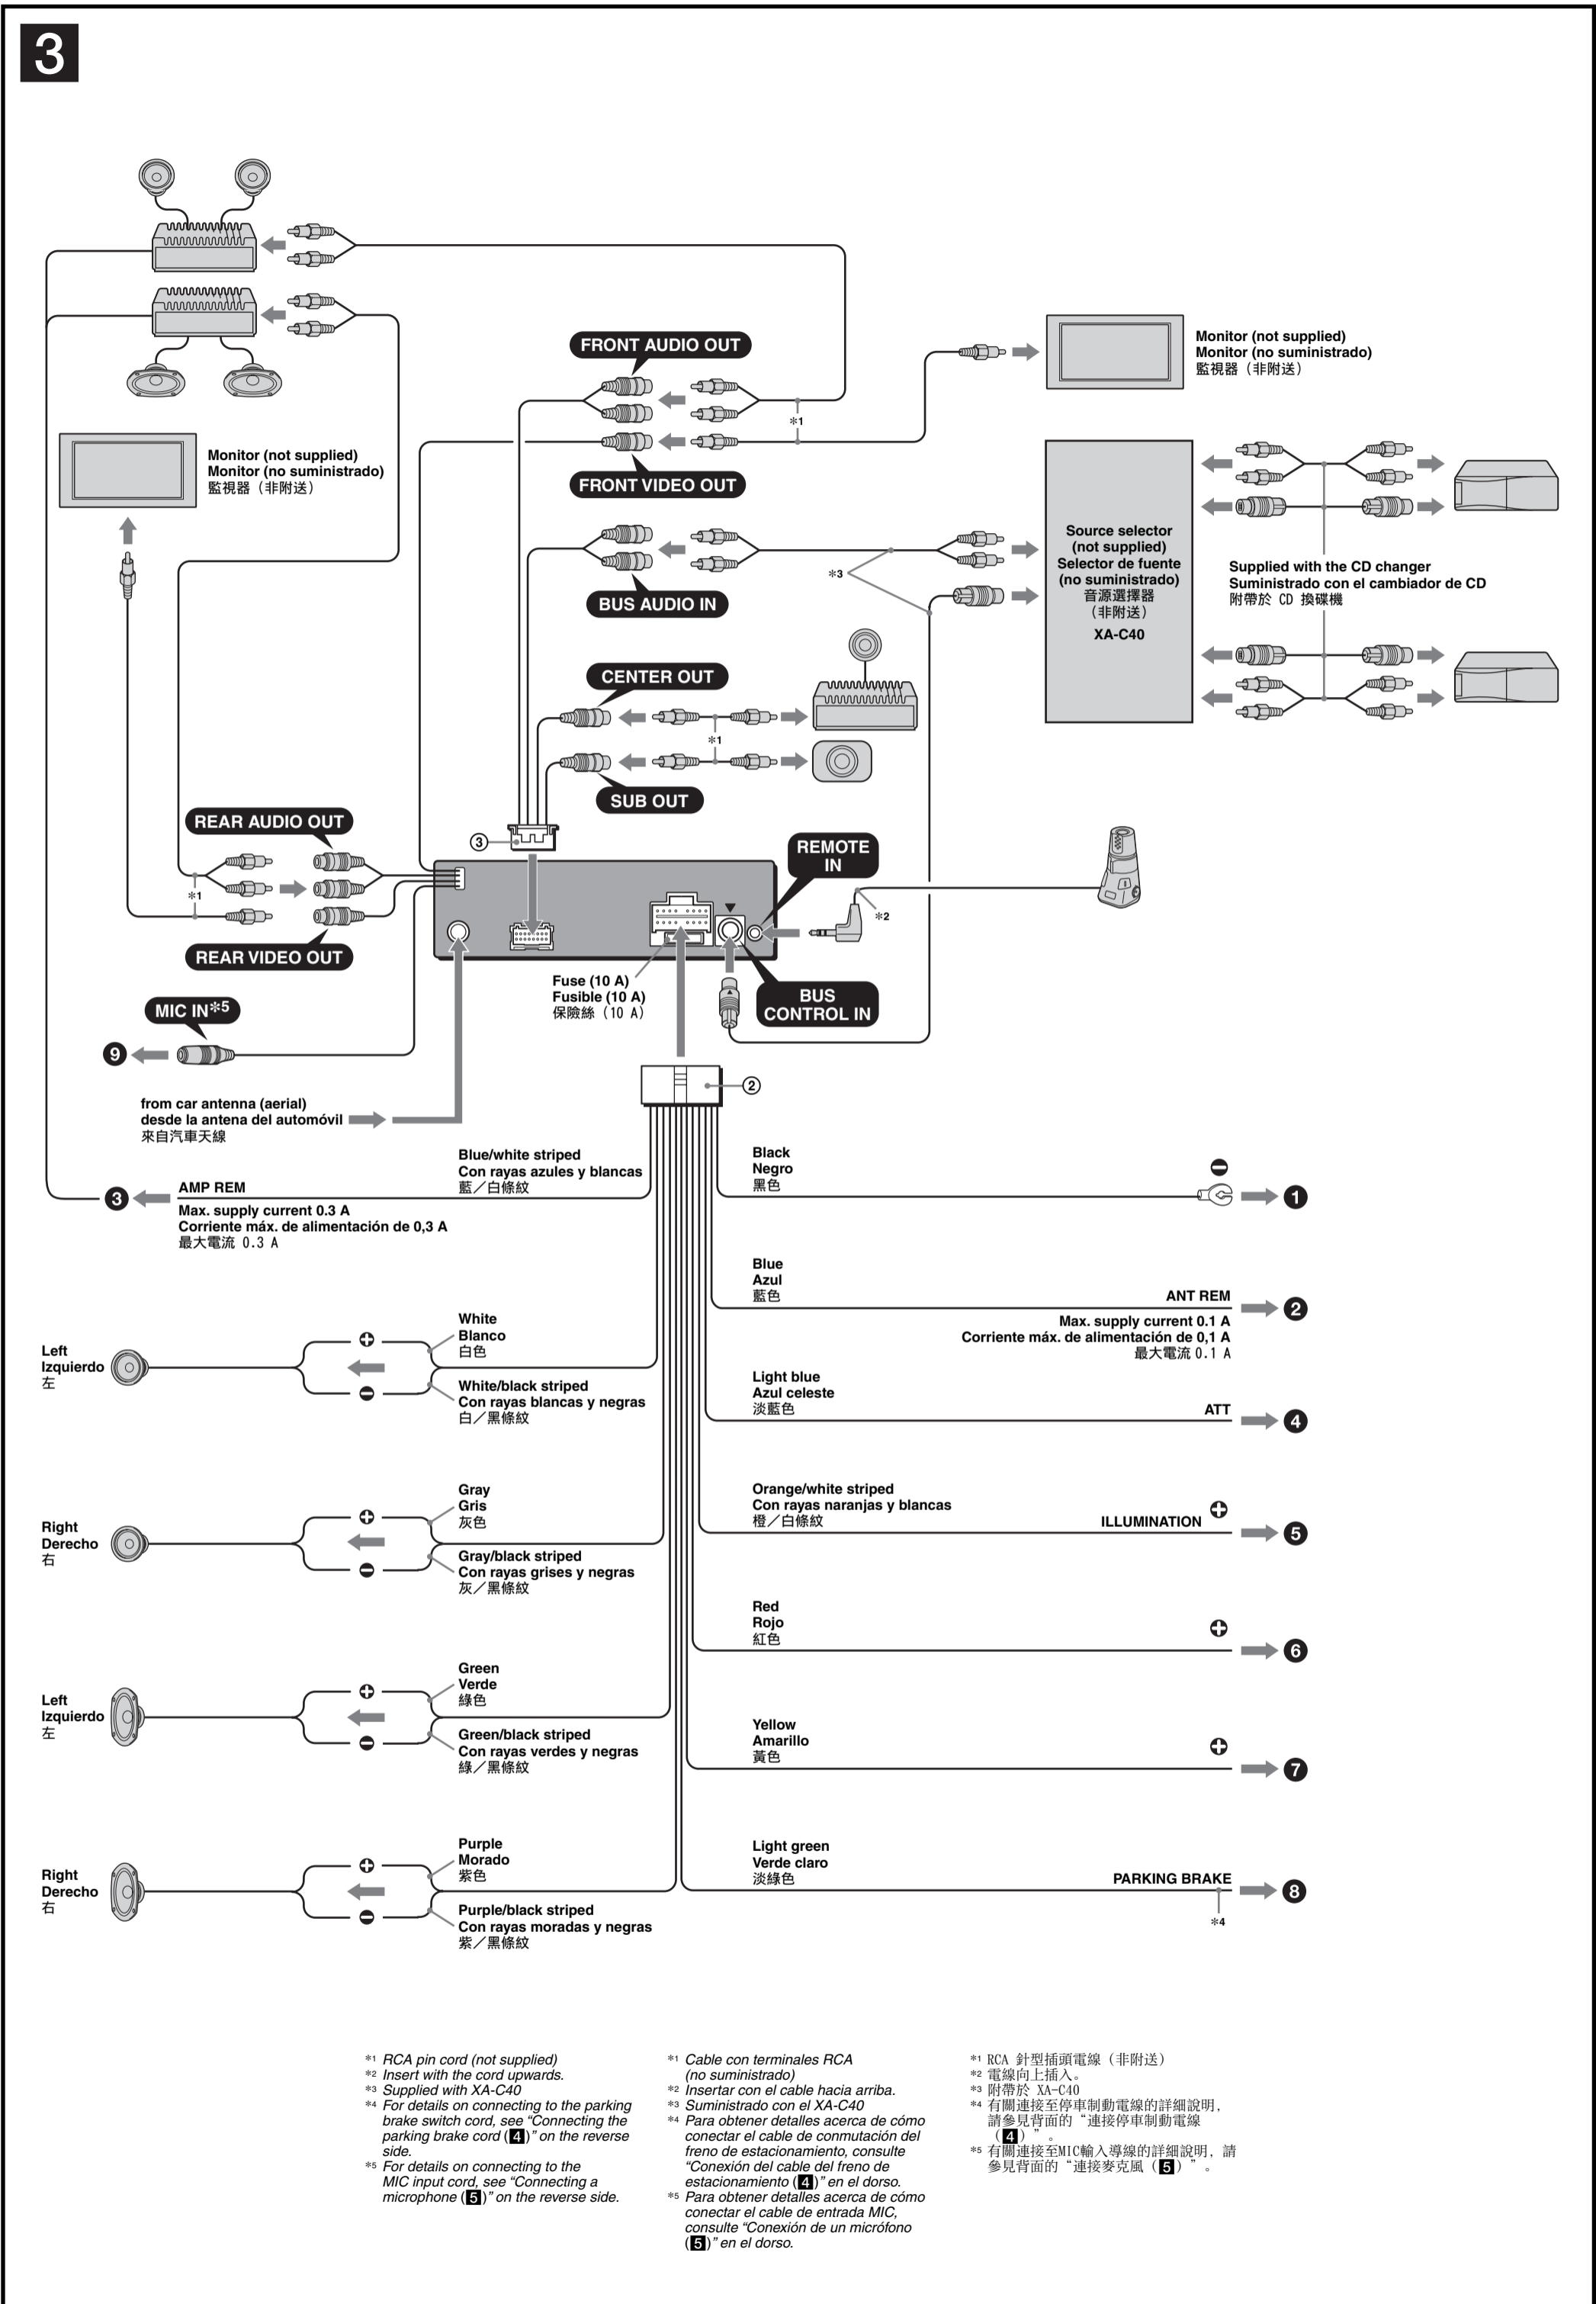 3
FRONT AUDIO OUT
Monitor (not supplied)
Monitor (no suministrado)
監視器（非附送）
*1
Monitor (not supplied)
Monitor (no suministrado)
監視器（非附送）
FRONT VIDEO OUT
Source selector
(not supplied)
Selector de fuente
(no suministrado)
音源選擇器
（非附送）
XA-C40
*3
BUS AUDIO IN
Supplied with the CD changer
Suministrado con el cambiador de CD
附帶於 CD 換碟機
CENTER OUT
*1
SUB OUT
REAR AUDIO OUT
3
REMOTE
IN
*1
*2
REAR VIDEO OUT
Fuse (10 A)
Fusible (10 A)
保險絲（10 A）
BUS
CONTROL IN
MIC IN*5
9
2
from car antenna (aerial)
desde la antena del automóvil
來自汽車天線
Blue/white striped
Con rayas azules y blancas
藍／白條紋
3
AMP REM
Max. supply current 0.3 A
Corriente máx. de alimentación de 0,3 A
最大電流 0.3 A
Black
Negro
黑色
1
Blue
Azul
藍色
ANT REM
2
Max. supply current 0.1 A
Corriente máx. de alimentación de 0,1 A
最大電流 0.1 A
White
Blanco
白色
Left
Izquierdo
左
White/black striped
Con rayas blancas y negras
白／黑條紋
Light blue
Azul celeste
淡藍色
ATT
4
Gray
Gris
灰色
Right
Derecho
右
Gray/black striped
Con rayas grises y negras
灰／黑條紋
Orange/white striped
Con rayas naranjas y blancas
橙／白條紋
ILLUMINATION
5
Red
Rojo
紅色
6
Green
Verde
綠色
Left
Izquierdo
左
Green/black striped
Con rayas verdes y negras
綠／黑條紋
Yellow
Amarillo
黃色
7
Purple
Morado
紫色
Right
Derecho
右
Purple/black striped
Con rayas moradas y negras
紫／黑條紋
Light green
Verde claro
淡綠色
PARKING BRAKE
8
*4
*1 RCA pin cord (not supplied)
*2 Insert with the cord upwards.
*3 Supplied with XA-C40
*4 For details on connecting to the parking
brake switch cord, see “Connecting the
parking brake cord (4)” on the reverse
side.
*5 For details on connecting to the
MIC input cord, see “Connecting a
microphone (5)” on the reverse side.
*1 Cable con terminales RCA
(no suministrado)
*2 Insertar con el cable hacia arriba.
*3 Suministrado con el XA-C40
*4 Para obtener detalles acerca de cómo
conectar el cable de conmutación del
freno de estacionamiento, consulte
“Conexión del cable del freno de
estacionamiento (4)” en el dorso.
*5 Para obtener detalles acerca de cómo
conectar el cable de entrada MIC,
consulte “Conexión de un micrófono
(5)” en el dorso.
*1 RCA 針型插頭電線（非附送）
*2 電線向上插入。
*3 附帶於 XA-C40
*4 有關連接至停車制動電線的詳細說明，
請參見背面的“連接停車制動電線
（4）”。
*5 有關連接至MIC輸入導線的詳細說明，請
參見背面的“連接麥克風（5）”。